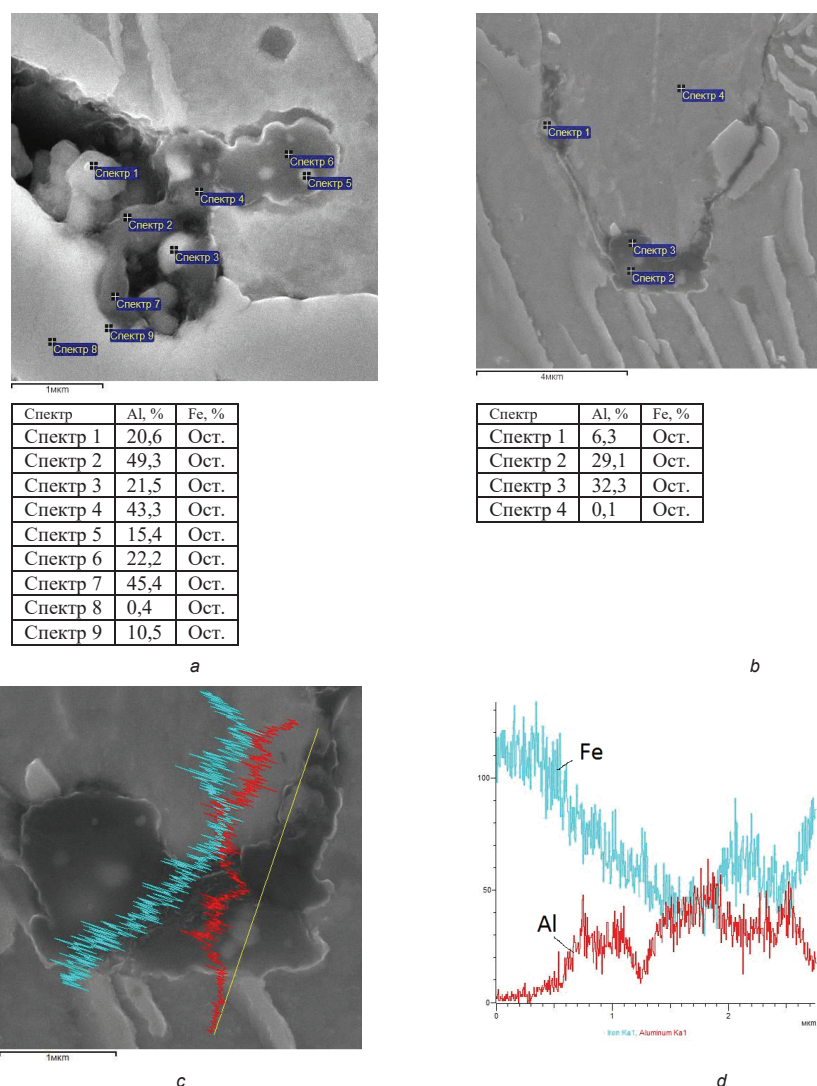 Спектр 6
Спектр 1
Спектр 5
Спектр 4
Спектр 2
Спектр 3
Спектр 7
Спектр 9
Спектр 8
1мкм
Спектр 4
Спектр 1
Спектр 3
Спектр 2
4мкм
Спектр Al, % Fe, %
Спектр 1 20,6 Ост.
Спектр 2 49,3 Ост.
Спектр 3 21,5 Ост.
Спектр 4 43,3 Ост.
Спектр 5 15,4 Ост.
Спектр 6 22,2 Ост.
Спектр 7 45,4 Ост.
Спектр 8 0,4 Ост.
Спектр 9 10,5 Ост.
a
Спектр Al, % Fe, %
Спектр 1 6,3 Ост.
Спектр 2 29,1 Ост.
Спектр 3 32,3 Ост.
Спектр 4 0,1 Ост.
b
1мкм
c
Fe
100
50
Al
0
1 2 мкм
Iron Ka1, Aluminum Ka1
d